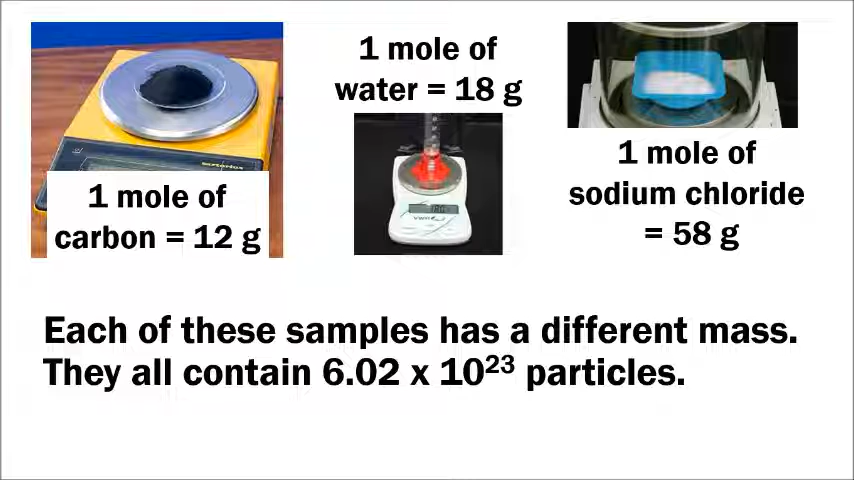 1 mole of
carbon = 12 g
1 mole of
water = 18 g
1 mole of
sodium chloride
= 58 g
Each of these samples has a different mass.
They all contain 6.02 x 10²³ particles.